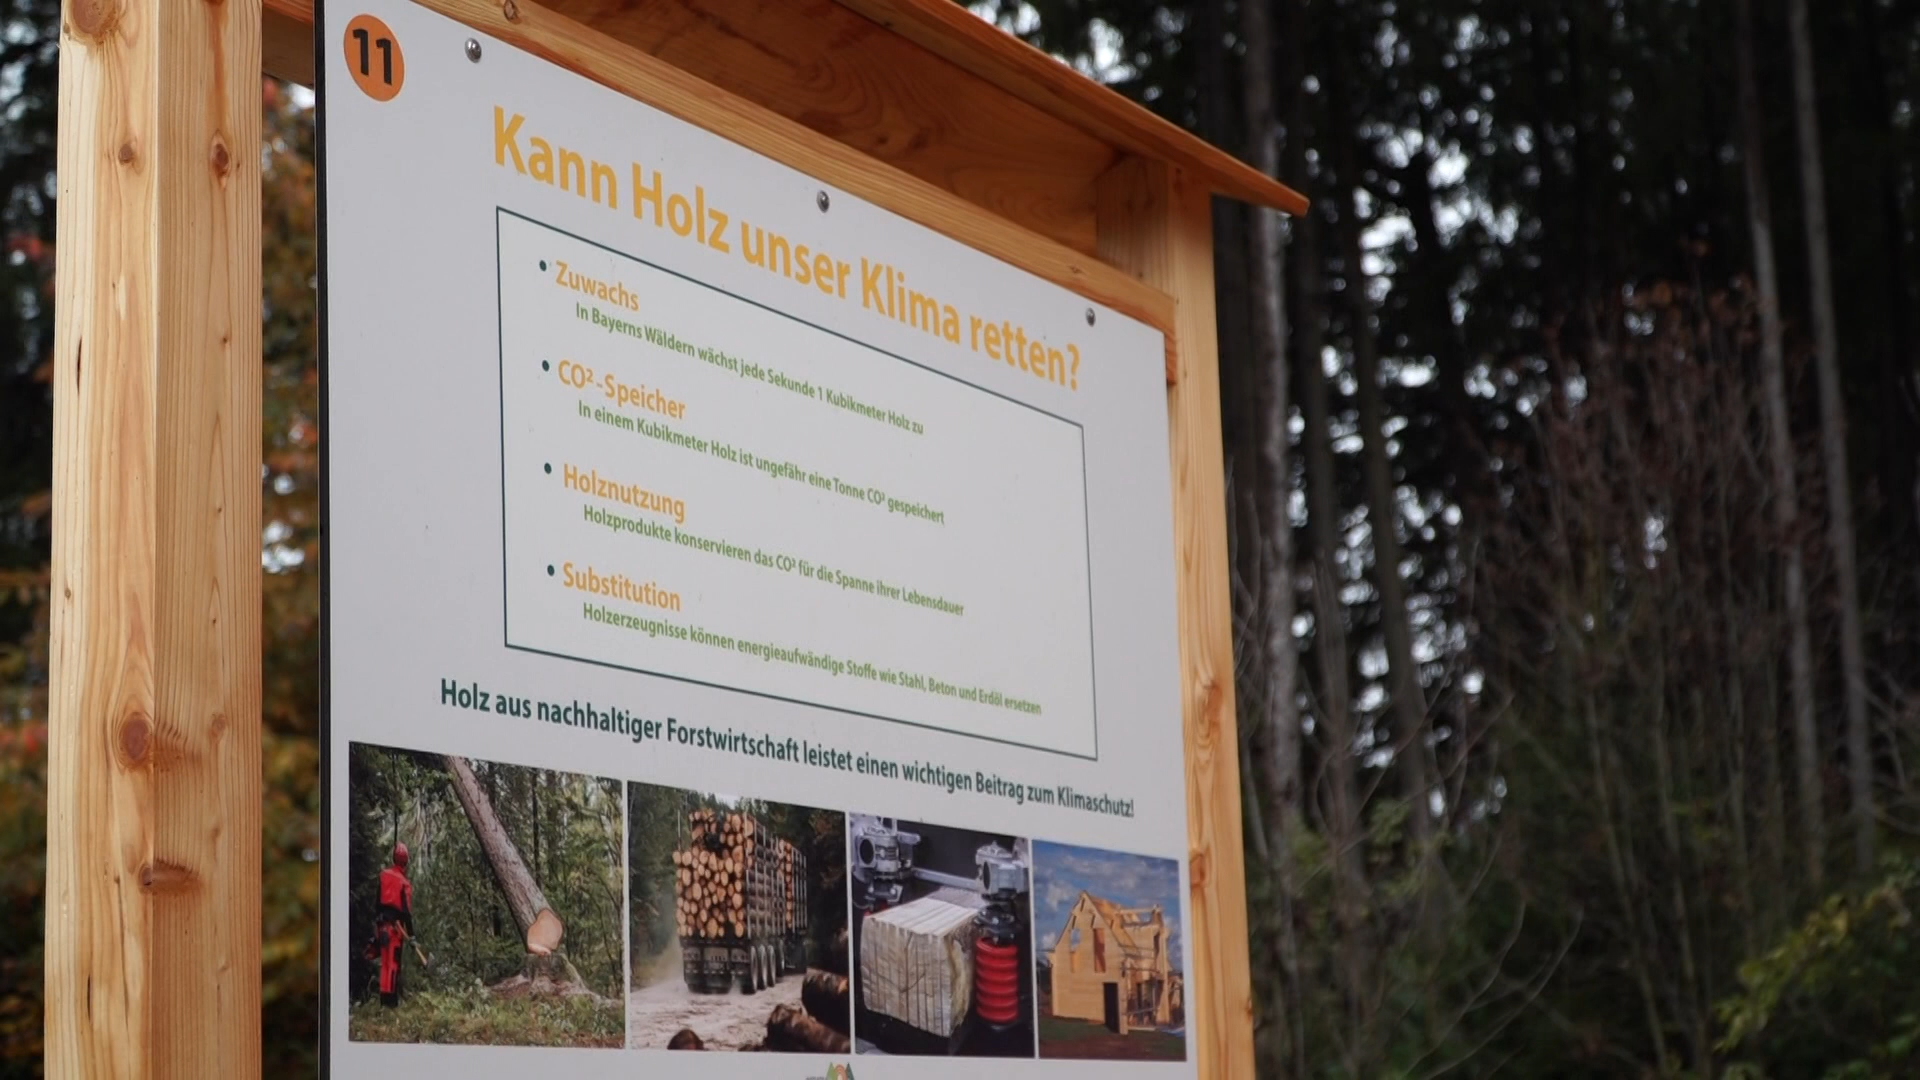 11
Kann Holz unser Klima retten?
• Zuwachs
In Bayerns Wäldern wächst jede Sekunde 1 Kubikmeter Holz zu
• CO²-Speicher
In einem Kubikmeter Holz ist ungefähr eine Tonne CO² gespeichert
• Holznutzung
Holzprodukte konservieren das CO² für die Spanne ihrer Lebensdauer
• Substitution
Holzerzeugnisse können energieaufwändige Stoffe wie Stahl, Beton und Erdöl ersetzen
Holz aus nachhaltiger Forstwirtschaft leistet einen wichtigen Beitrag zum Klimaschutz!